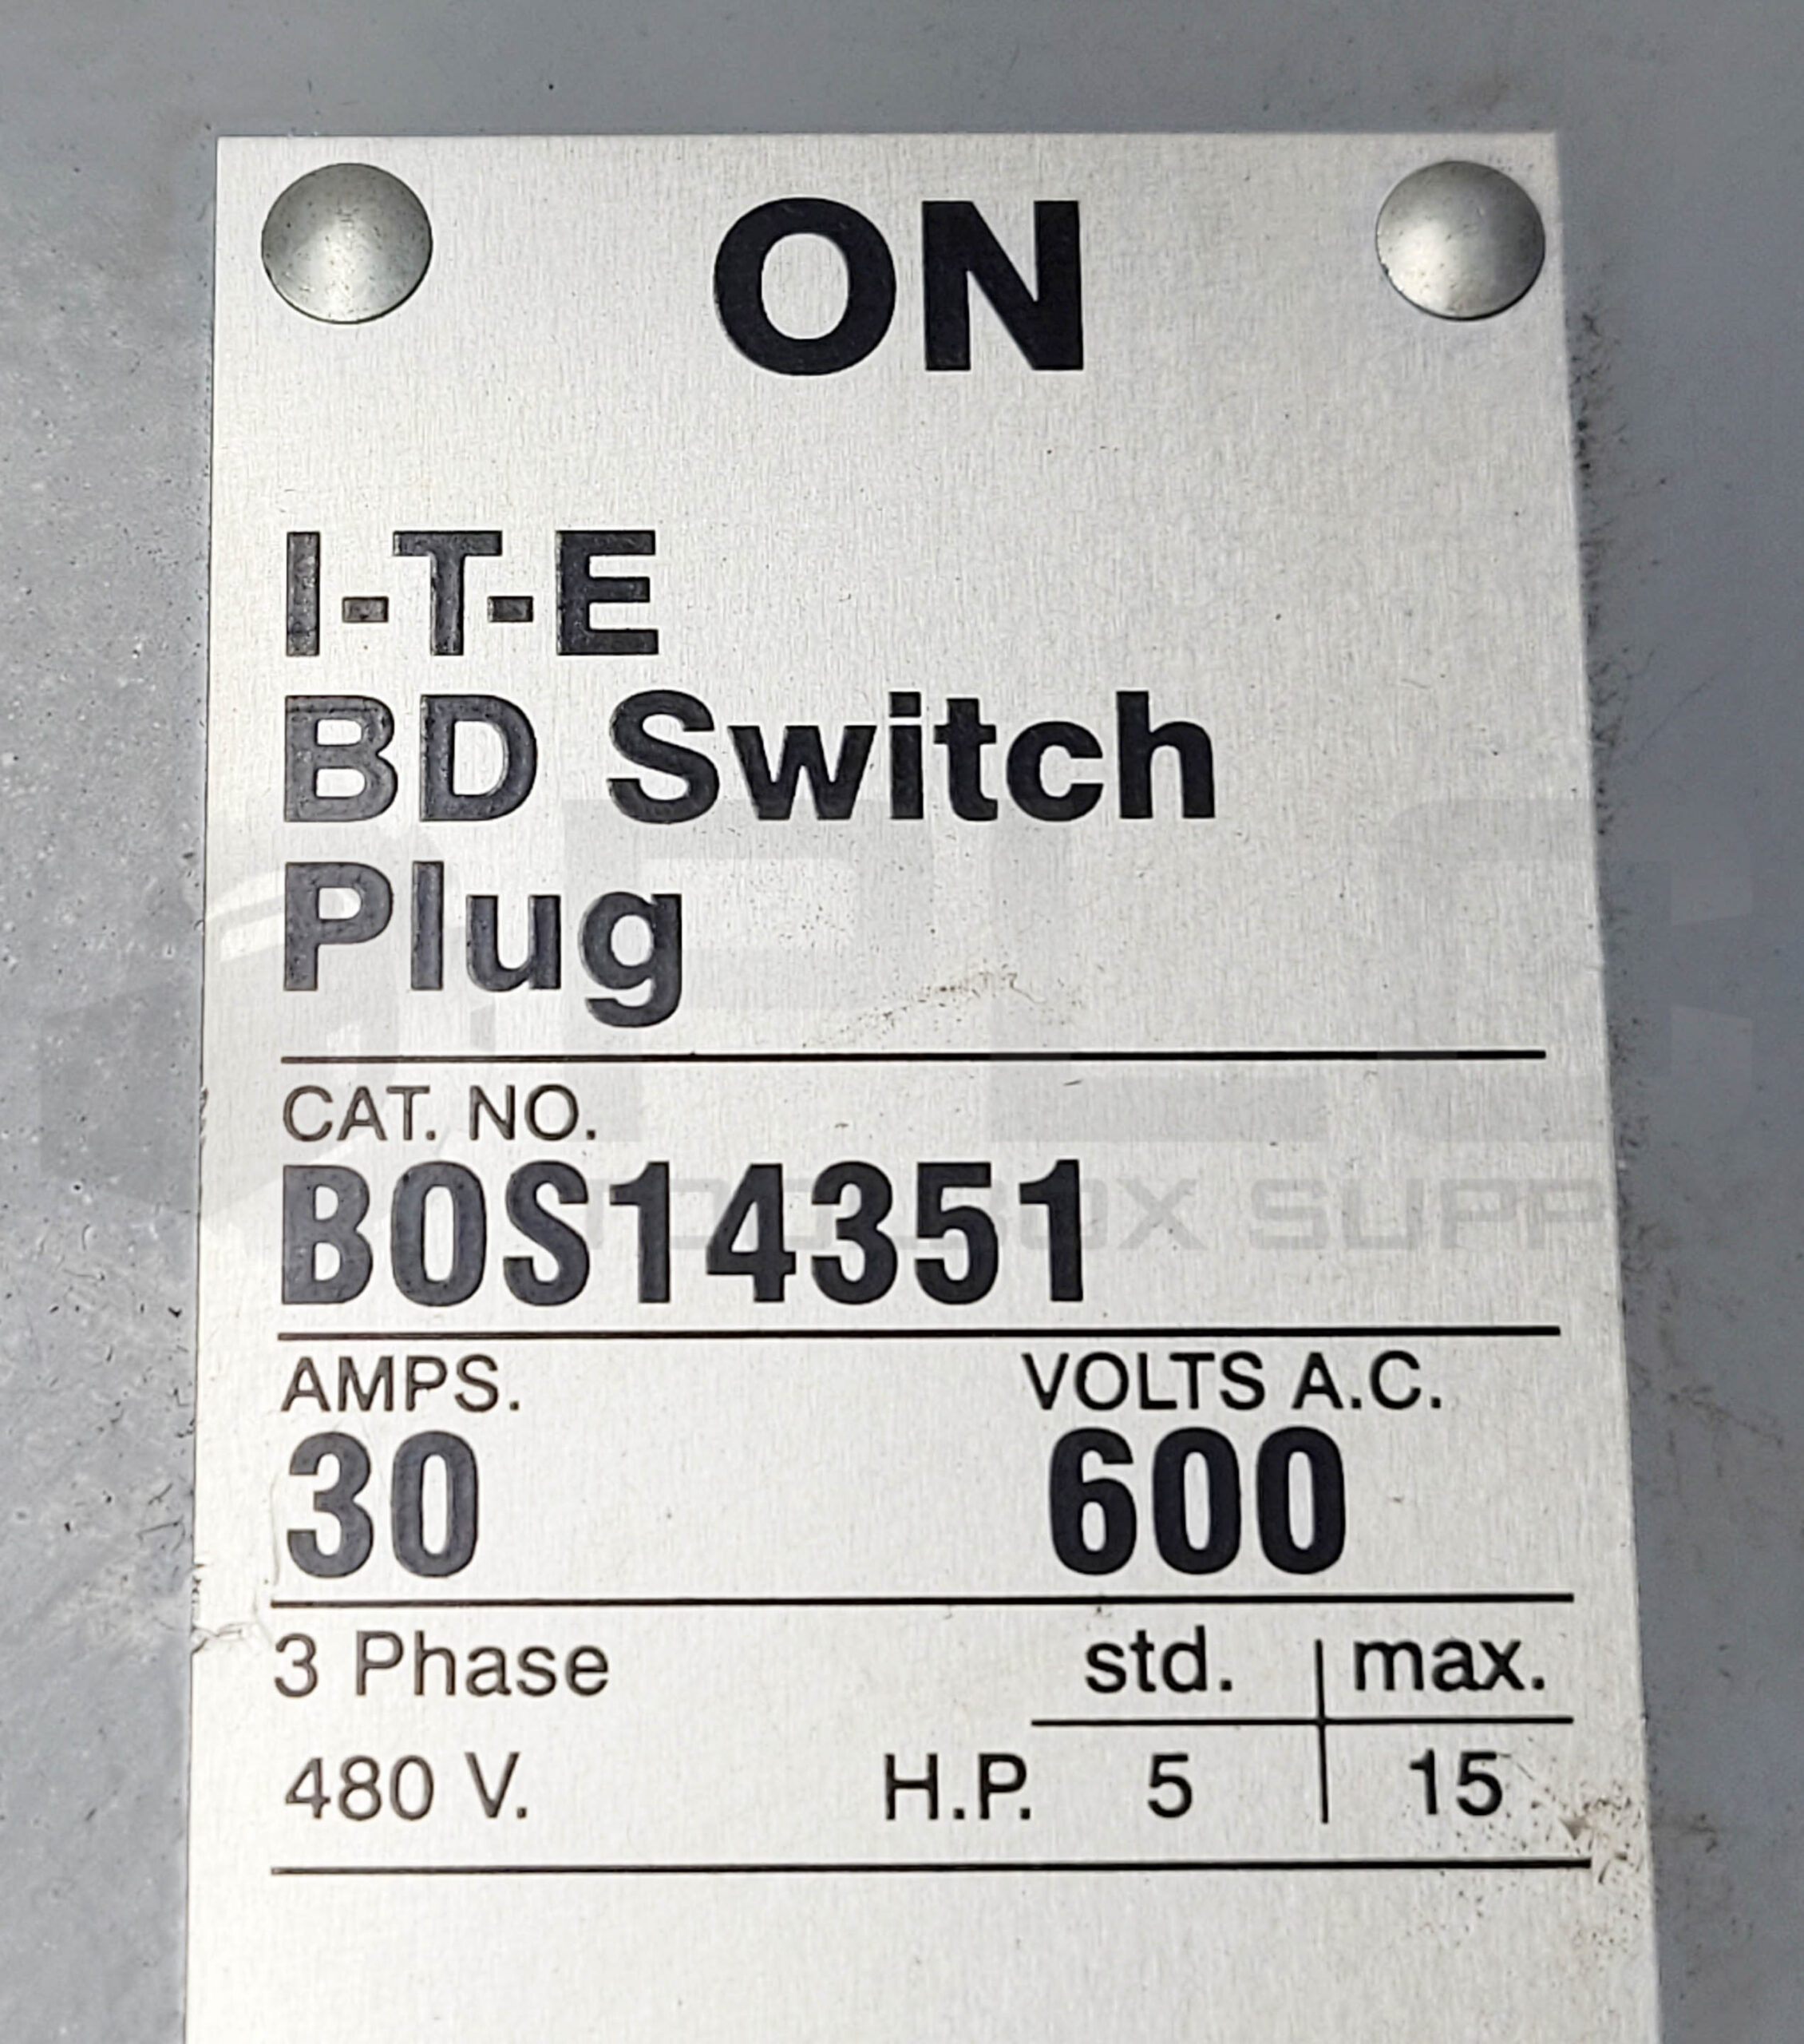 ON
I-T-E
BD Switch
Plug
CAT. NO.
BOS14351
AMPS. VOLTS A.C.
30 600
3 Phase std. max.
480 V. H.P. 5 15